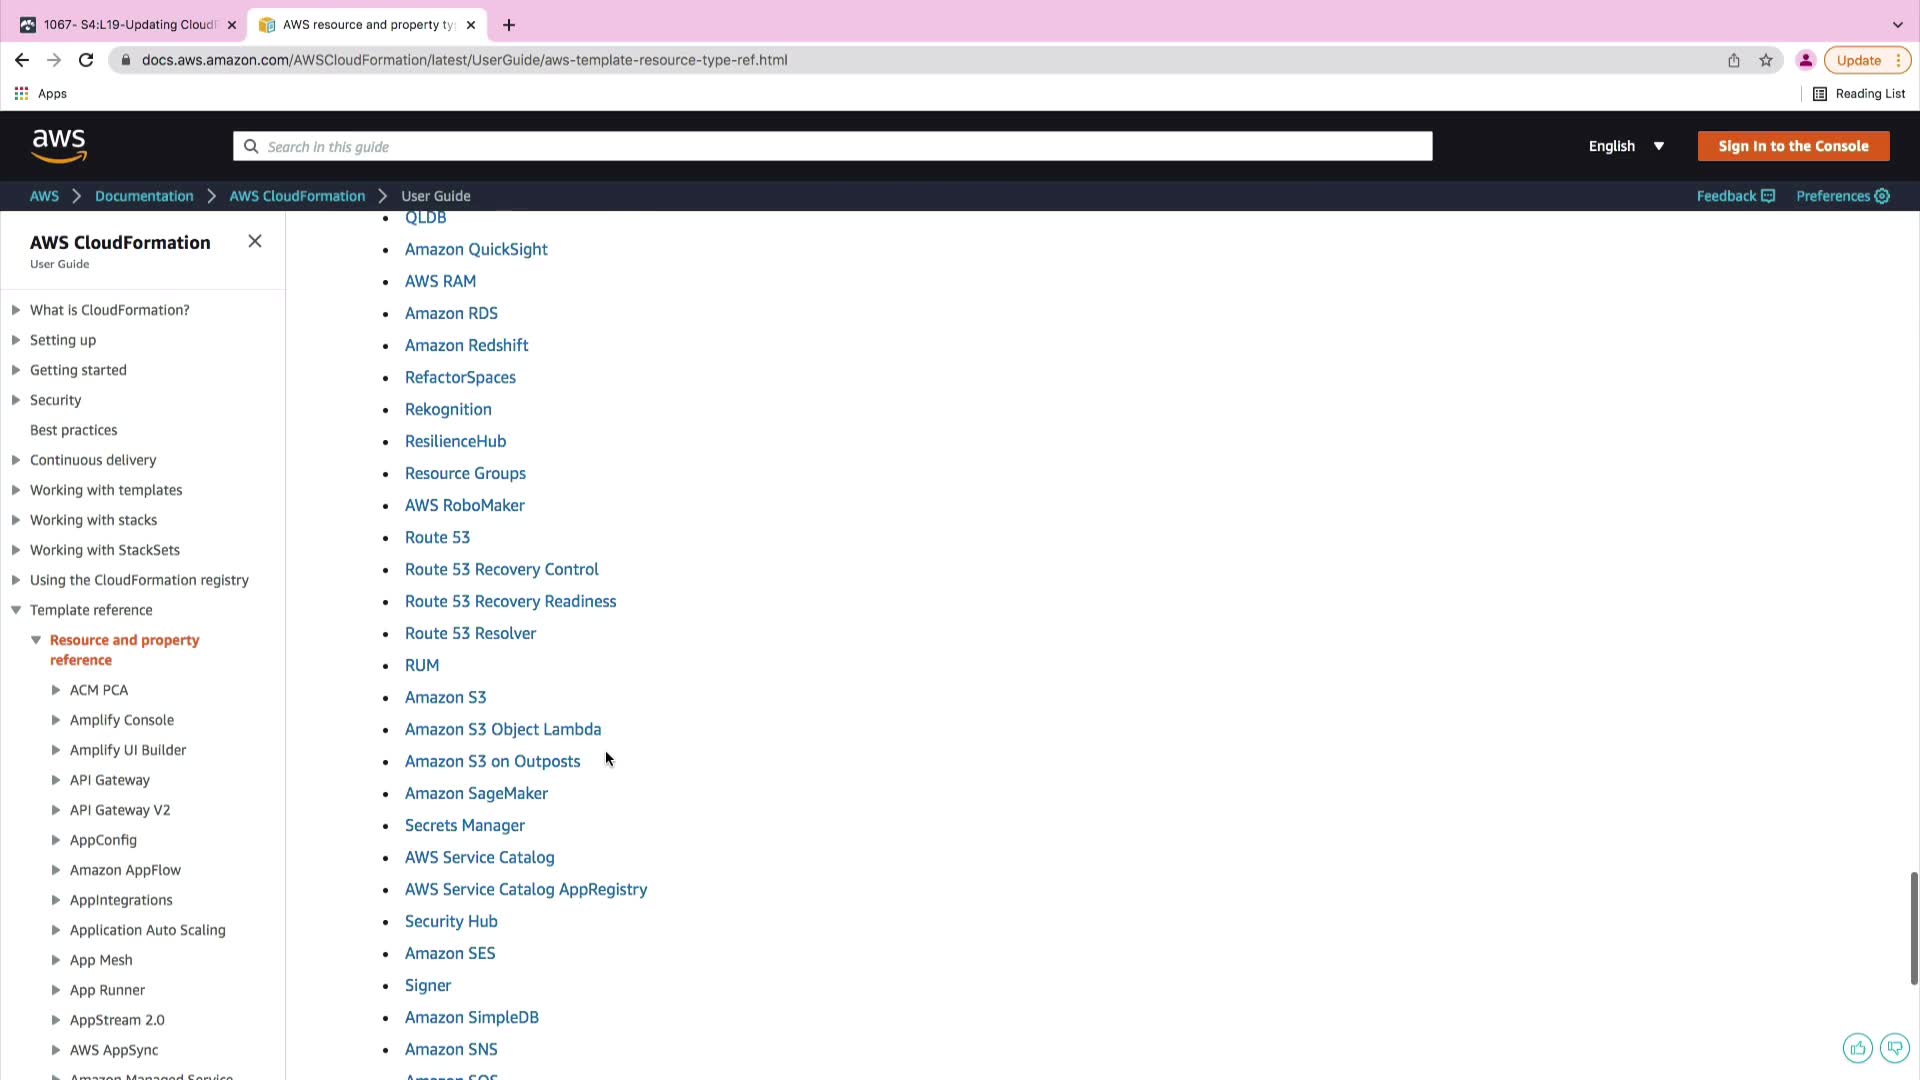 1067- S4:L19-Updating CloudF
AWS resource and property ty
docs.aws.amazon.com/AWSCloudFormation/latest/UserGuide/aws-template-resource-type-ref.html
Update
Apps
Reading List
aws
Search in this guide
English
Sign In to the Console
AWS
Documentation
AWS CloudFormation
User Guide
Feedback
Preferences
AWS CloudFormation
User Guide
What is CloudFormation?
Setting up
Getting started
Security
Best practices
Continuous delivery
Working with templates
Working with stacks
Working with StackSets
Using the CloudFormation registry
Template reference
Resource and property
reference
ACM PCA
Amplify Console
Amplify UI Builder
API Gateway
API Gateway V2
AppConfig
Amazon AppFlow
AppIntegrations
Application Auto Scaling
App Mesh
App Runner
AppStream 2.0
AWS AppSync
Amazon Managed Service
QLDB
Amazon QuickSight
AWS RAM
Amazon RDS
Amazon Redshift
RefactorSpaces
Rekognition
ResilienceHub
Resource Groups
AWS RoboMaker
Route 53
Route 53 Recovery Control
Route 53 Recovery Readiness
Route 53 Resolver
RUM
Amazon S3
Amazon S3 Object Lambda
Amazon S3 on Outposts
Amazon SageMaker
Secrets Manager
AWS Service Catalog
AWS Service Catalog AppRegistry
Security Hub
Amazon SES
Signer
Amazon SimpleDB
Amazon SNS
Amazon SQS